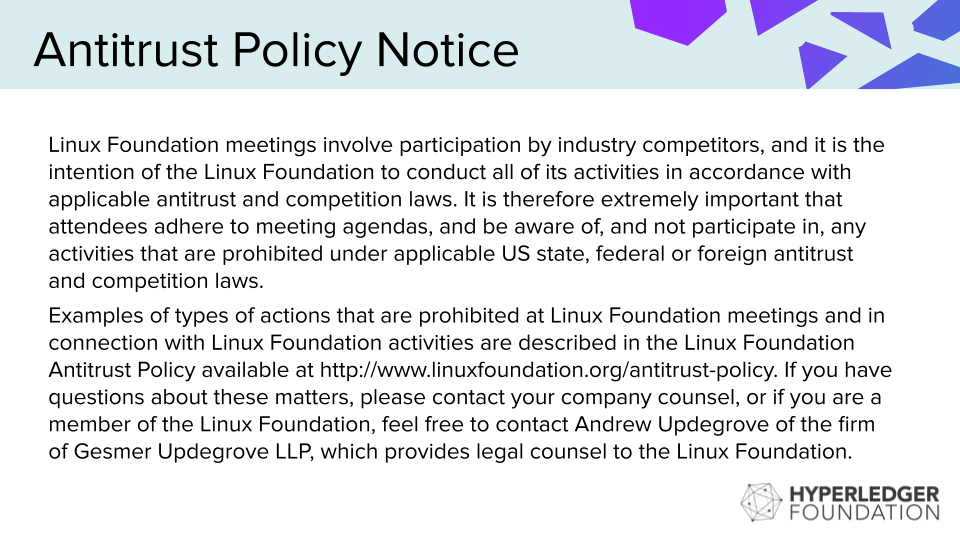 Antitrust Policy Notice
Linux Foundation meetings involve participation by industry competitors, and it is the
intention of the Linux Foundation to conduct all of its activities in accordance with
applicable antitrust and competition laws. It is therefore extremely important that
attendees adhere to meeting agendas, and be aware of, and not participate in, any
activities that are prohibited under applicable US state, federal or foreign antitrust
and competition laws.
Examples of types of actions that are prohibited at Linux Foundation meetings and in
connection with Linux Foundation activities are described in the Linux Foundation
Antitrust Policy available at http://www.linuxfoundation.org/antitrust-policy. If you have
questions about these matters, please contact your company counsel, or if you are a
member of the Linux Foundation, feel free to contact Andrew Updegrove of the firm
of Gesmer Updegrove LLP, which provides legal counsel to the Linux Foundation.
HYPERLEDGER
FOUNDATION